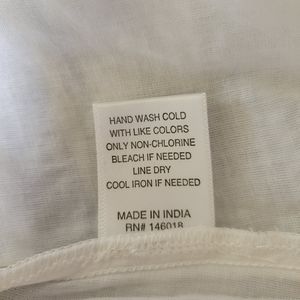 HAND WASH COLD
WITH LIKE COLORS
ONLY NON-CHLORINE
BLEACH IF NEEDED
LINE DRY
COOL IRON IF NEEDED
MADE IN INDIA
RN# 146018